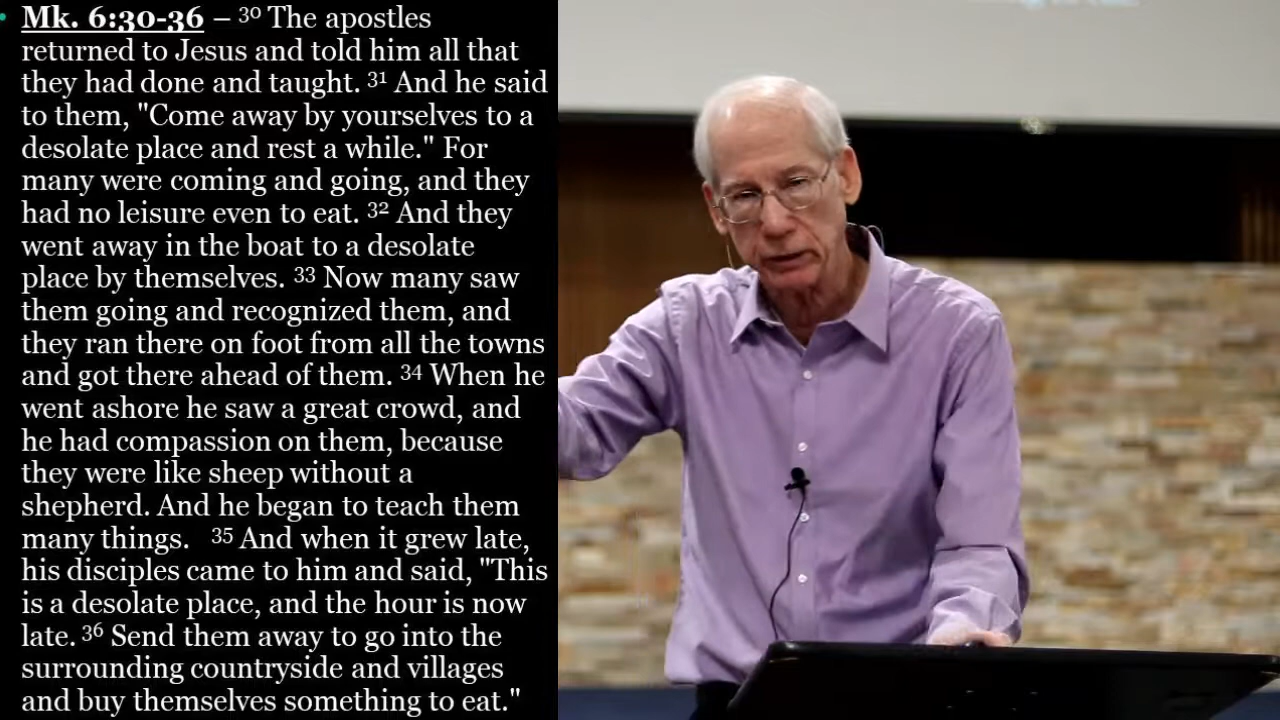 • Mk. 6:30-36 – ³⁰ The apostles
returned to Jesus and told him all that
they had done and taught. ³¹ And he said
to them, "Come away by yourselves to a
desolate place and rest a while." For
many were coming and going, and they
had no leisure even to eat. ³² And they
went away in the boat to a desolate
place by themselves. ³³ Now many saw
them going and recognized them, and
they ran there on foot from all the towns
and got there ahead of them. ³⁴ When he
went ashore he saw a great crowd, and
he had compassion on them, because
they were like sheep without a
shepherd. And he began to teach them
many things. ³⁵ And when it grew late,
his disciples came to him and said, "This
is a desolate place, and the hour is now
late. ³⁶ Send them away to go into the
surrounding countryside and villages
and buy themselves something to eat."